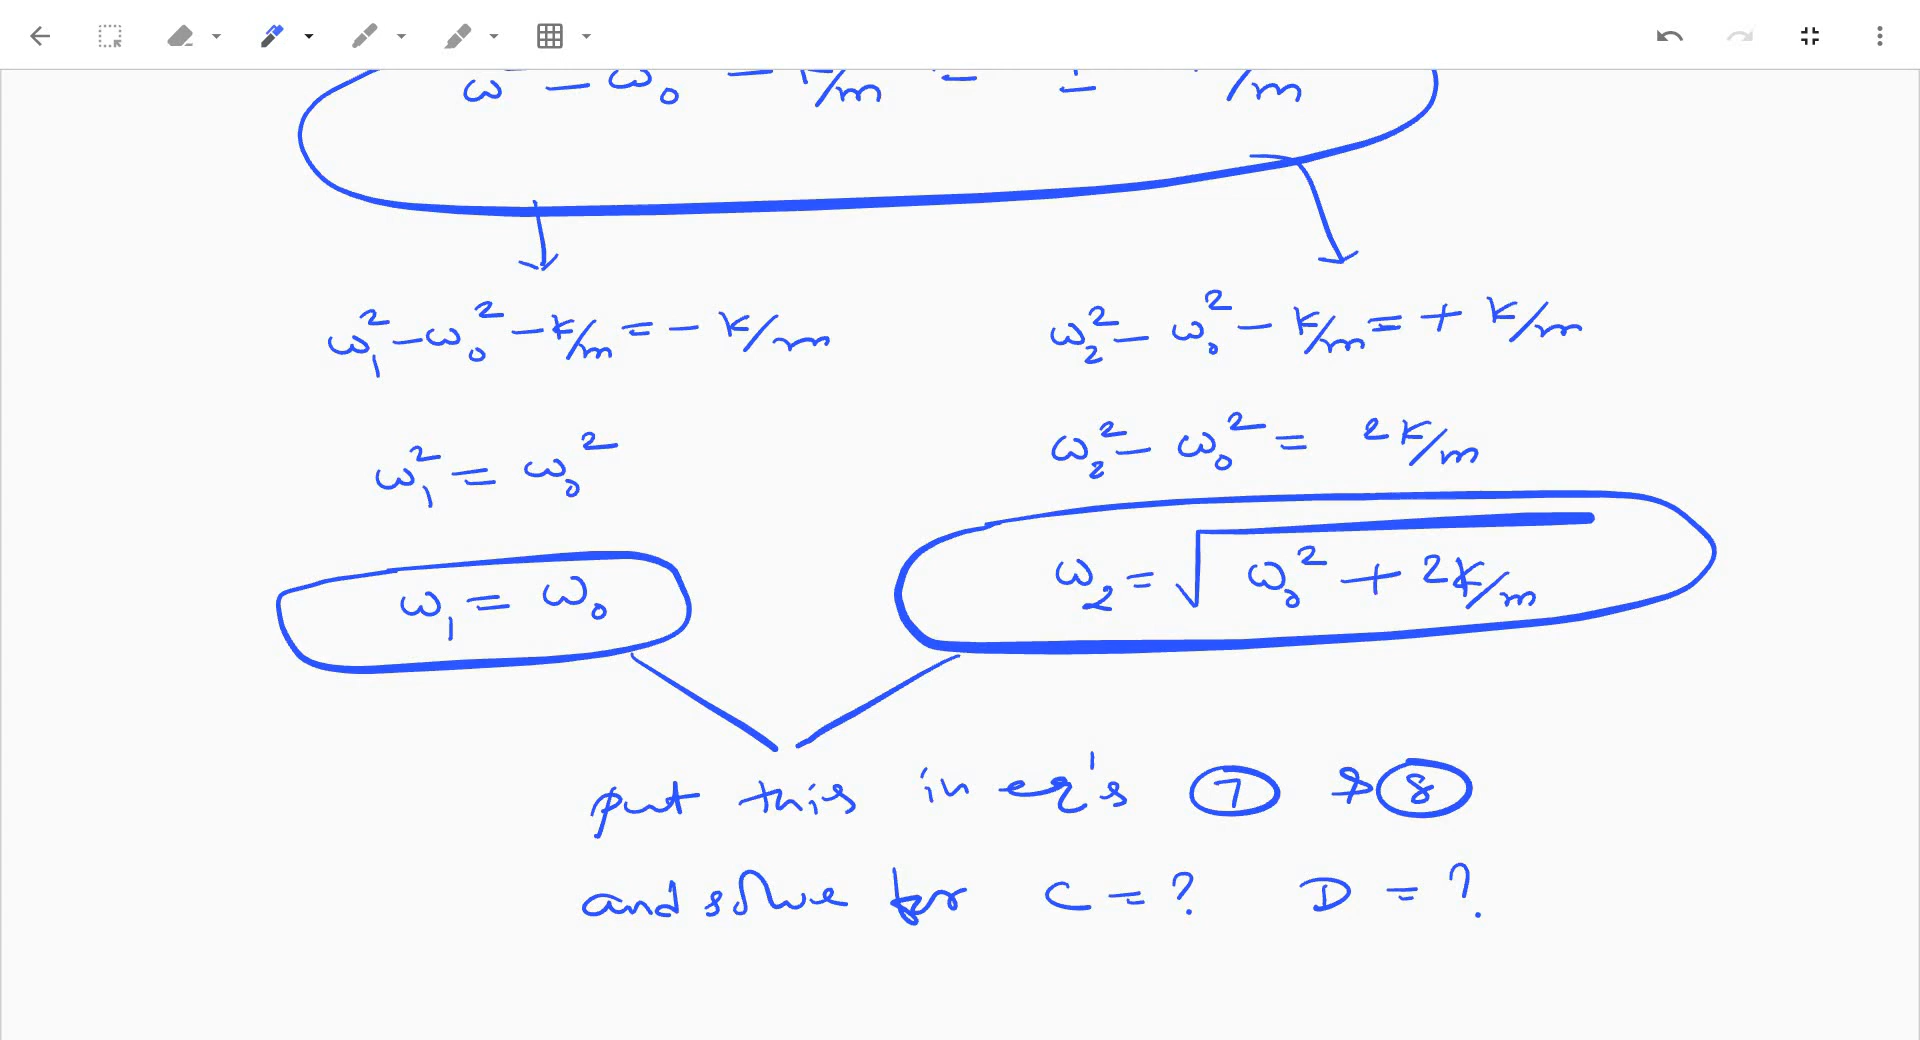 ω - ω₀ - k/m = ± k/m
ω₁² - ω₀² - k/m = - k/m
ω₂² - ω₀² - k/m = + k/m
ω₁² = ω₀²
ω₂² - ω₀² = 2k/m
ω₁ = ω₀
ω₂ = √(ω₀² + 2k/m)
put this in eq's ⑦ & ⑧
and solve for C = ? D = ?